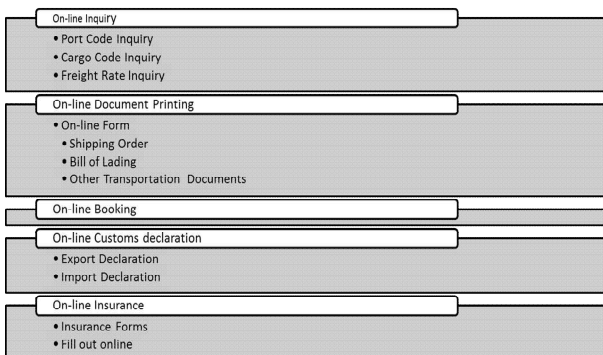 On-line Inquiry
• Port Code Inquiry
• Cargo Code Inquiry
• Freight Rate Inquiry
On-line Document Printing
• On-line Form
• Shipping Order
• Bill of Lading
• Other Transportation Documents
On-line Booking
On-line Customs declaration
• Export Declaration
• Import Declaration
On-line Insurance
• Insurance Forms
• Fill out online